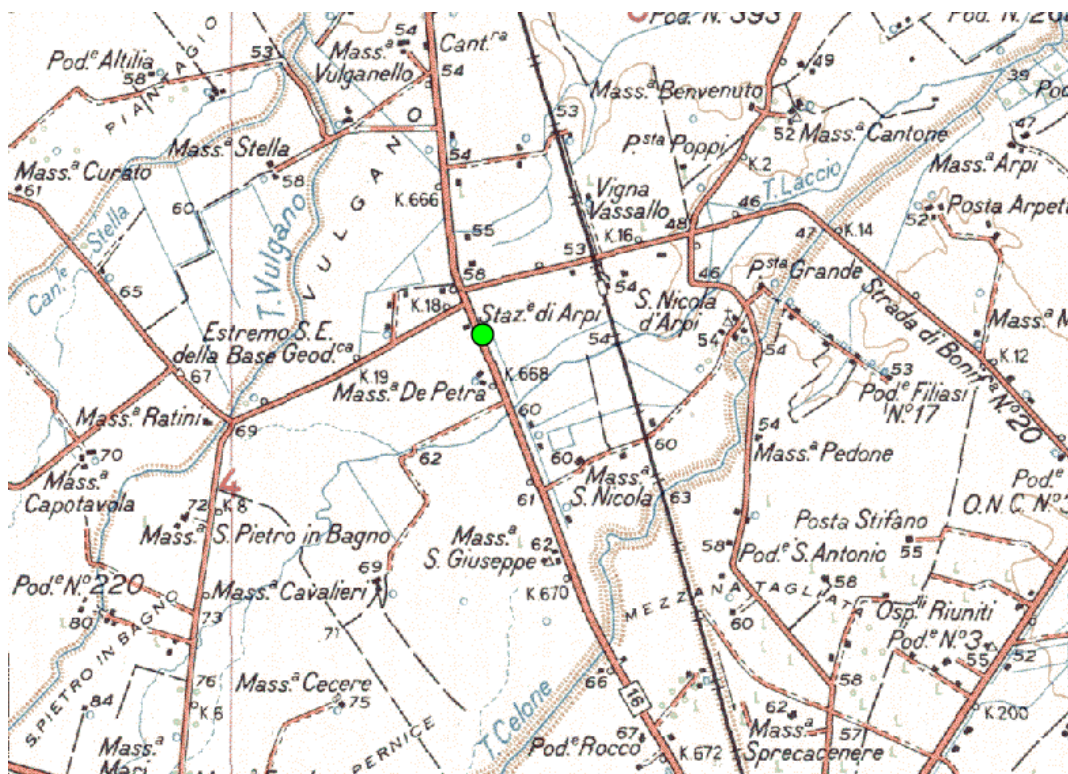 Pod. N.° 393
54
Mass.ª Vulganello
Cant.ra
54
Pod.e Altilia
58
53
PIAN AGIO
49
39
Mass.ª Benvenuto
53
52
Mass.ª Cantone
47
Mass.ª Arpi
P.sta Poppi
K.2
T. Laccio
Mass.ª Stella
58
54
Mass.ª Curato
61
60
K.666
Vigna
Vassallo
46
48
K.16
52
Posta Arpeti
47
K.14
Can.le Stella
T. Vulgano
VULGANO
55
53
58
46
P.sta Grande
65
K.18
54
Staz.e di Arpi
S. Nicola
d'Arpi
Strada di Bonif.ª N.° 20
Estremo S.E.
della Base Geod.ca
54
54
54
K.12
67
K.19
K.668
53
Mass.ª De Petra
Pod.le Filiasi
N.° 17
Mass.ª Ratini
69
60
54
70
62
60
60
Mass.ª Pedone
Mass.ª
Capotavola
4
61
Mass.ª
S. Nicola
63
72
K.8
Mass.ª S. Pietro in Bagno
Posta Stifano
55
Mass.ª
S. Giuseppe
62
58
Pod.e S. Antonio
Pod.e N.° 220
69
Mass.ª Cavalieri
K.670
58
MEZZANA TAGLIATA
Osp.li Riuniti
80
73
71
60
Pod.e N.° 3
55
52
S. PIETRO IN BAGNO
76
Mass.ª Cecere
75
66
58
84
K.6
T. Celone
16
62
K.200
67
57
Mass.ª
Sprecacenere
Mass.ª
Mari
PERNICE
Pod.e Rocco
K.672